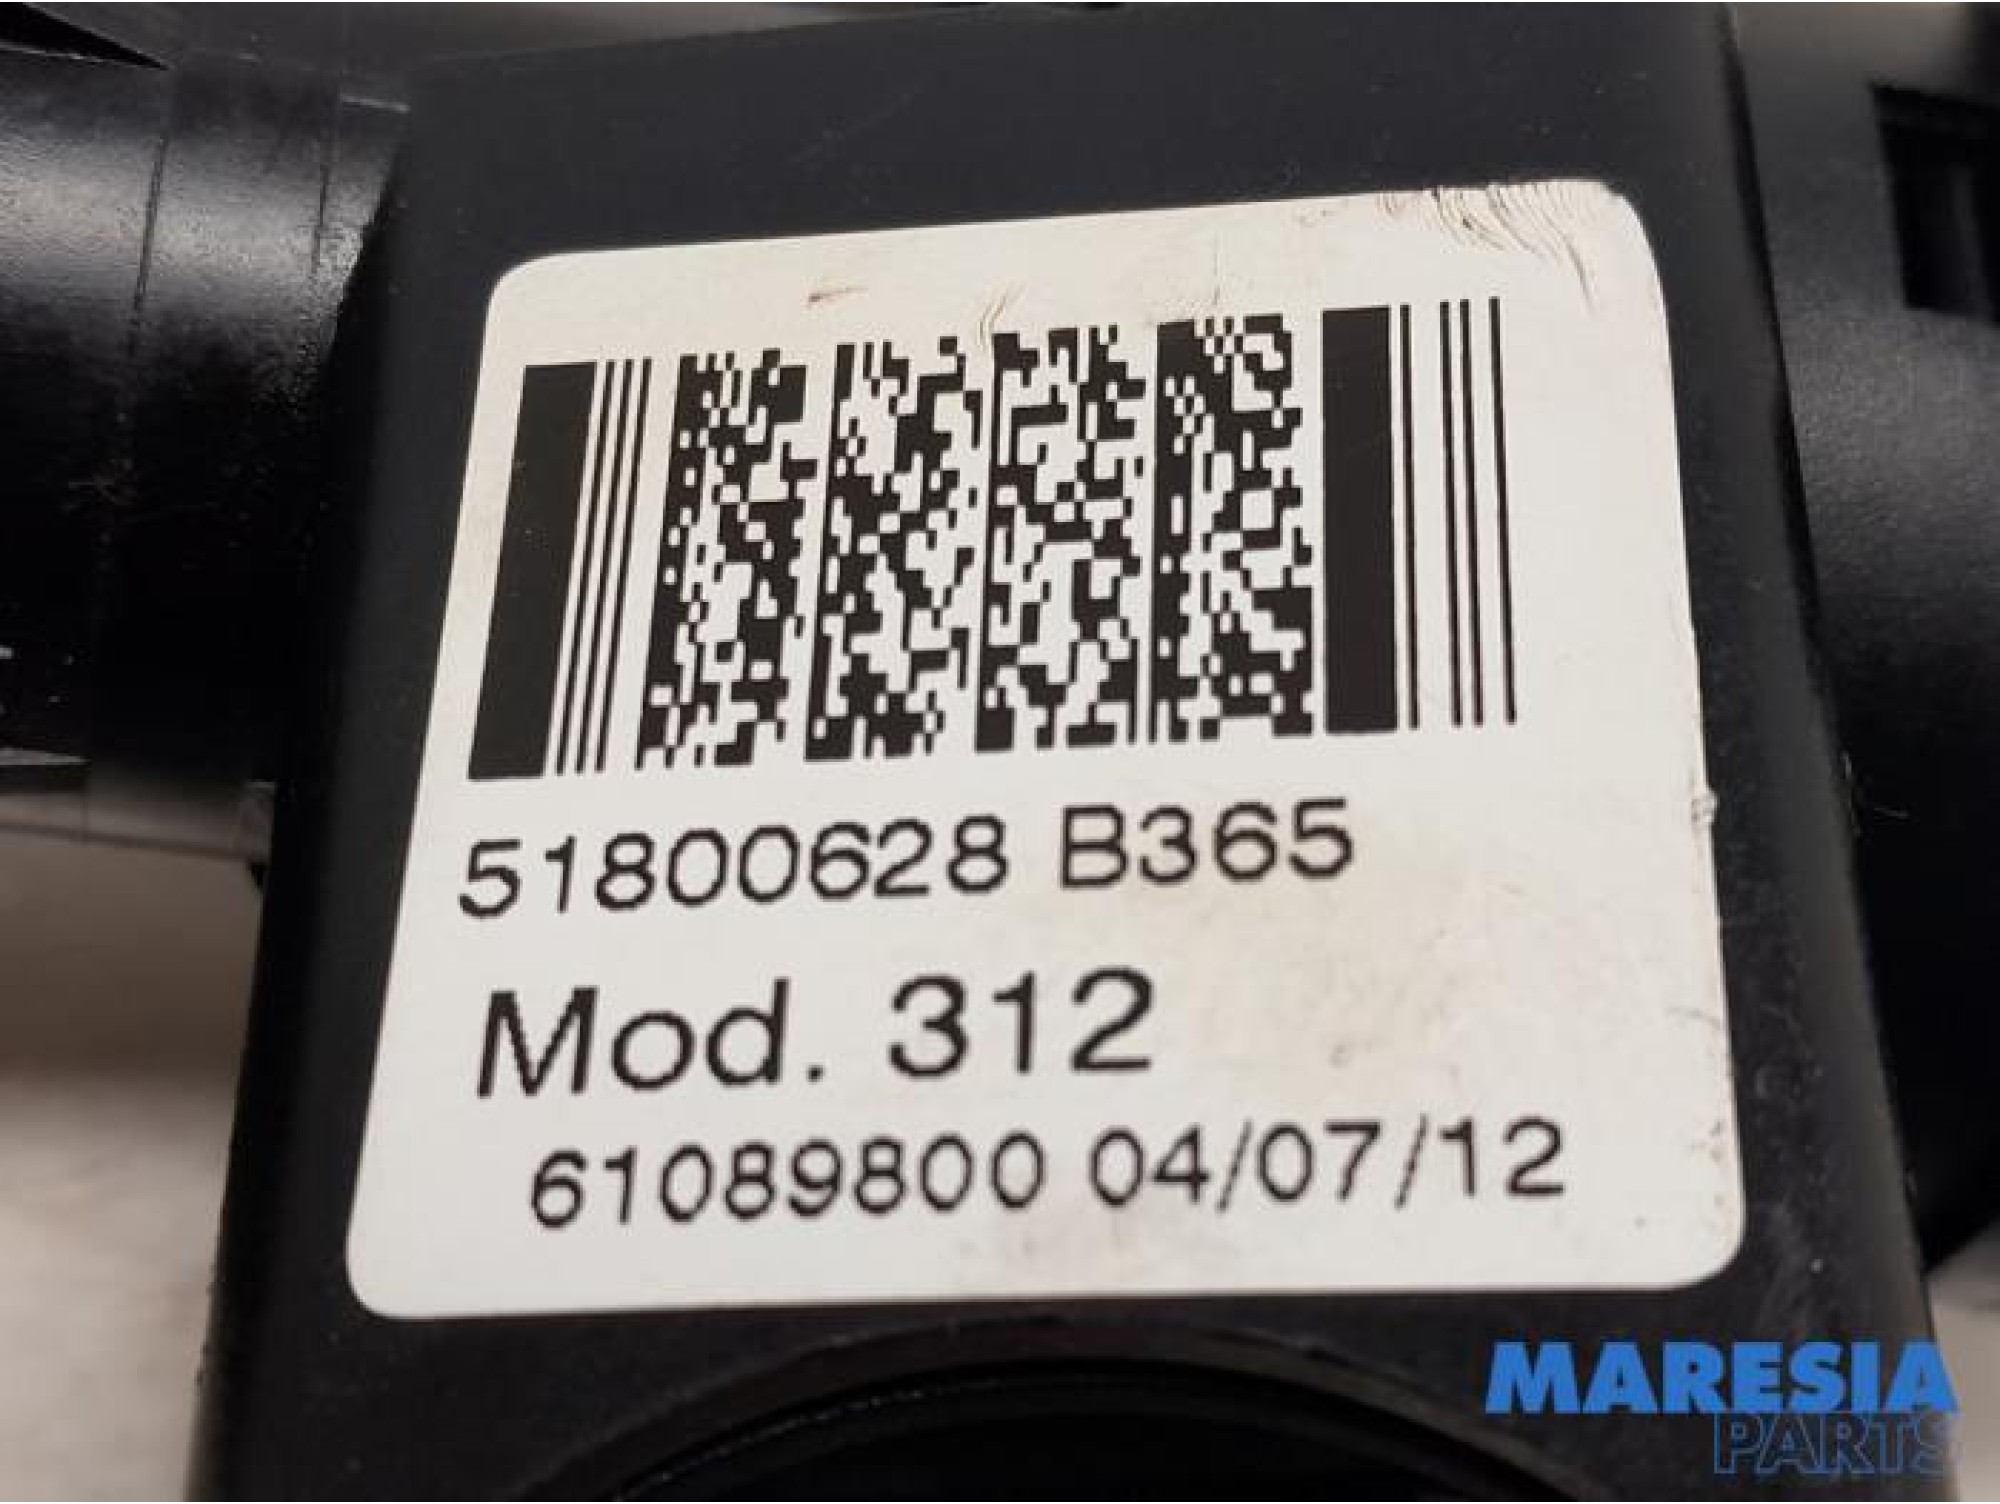 51800628 B365
Mod. 312
61089800 04/07/12
MARESIA
PARTS